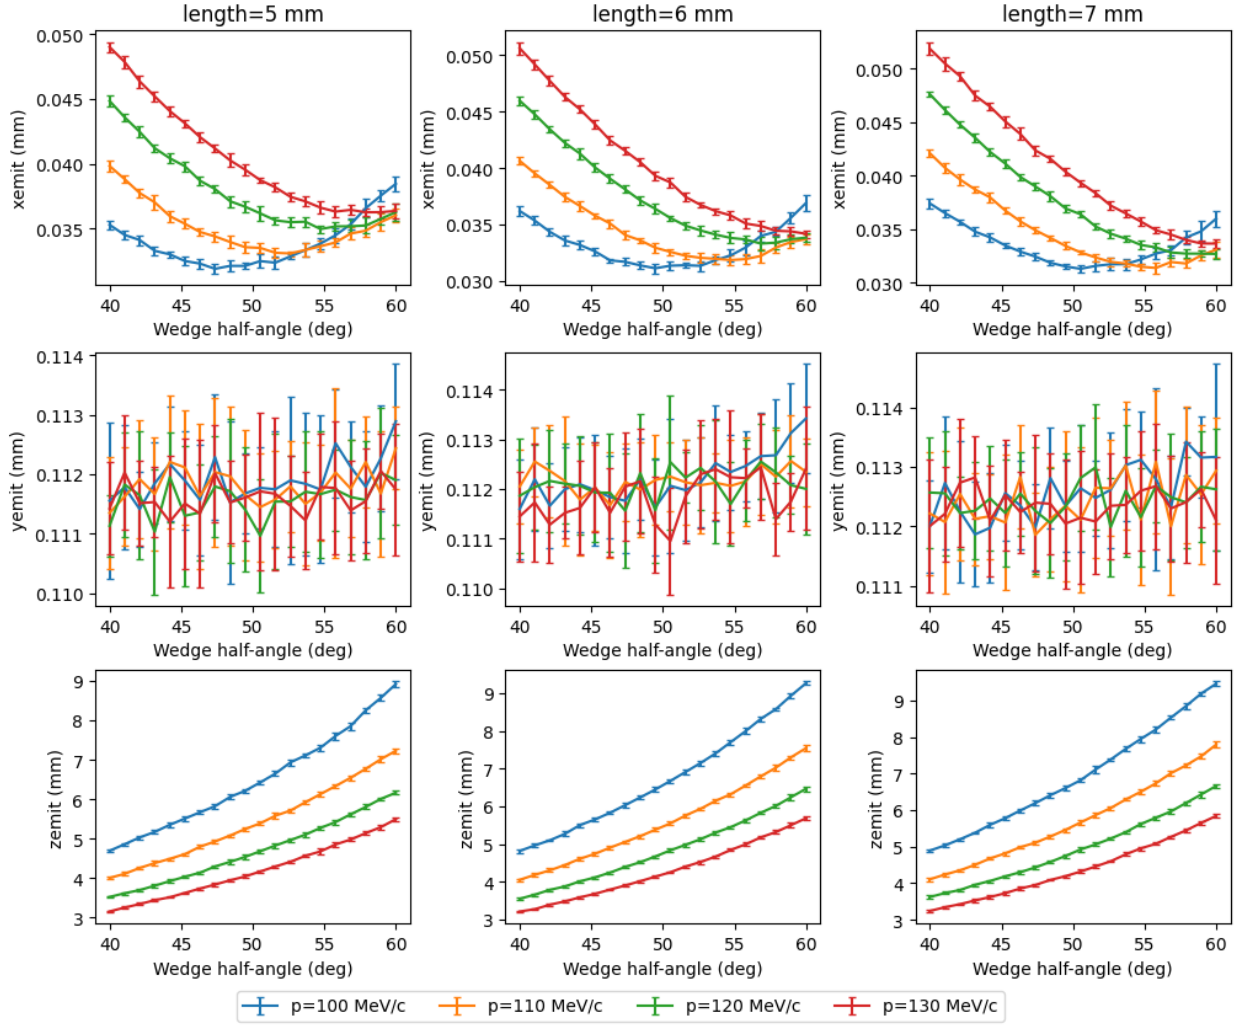 length=5 mm
length=6 mm
length=7 mm
xemit (mm)
0.050
0.045
0.040
0.035
40 45 50 55 60
Wedge half-angle (deg)
xemit (mm)
0.050
0.045
0.040
0.035
0.030
40 45 50 55 60
Wedge half-angle (deg)
xemit (mm)
0.050
0.045
0.040
0.035
0.030
40 45 50 55 60
Wedge half-angle (deg)
yemit (mm)
0.114
0.113
0.112
0.111
0.110
40 45 50 55 60
Wedge half-angle (deg)
yemit (mm)
0.114
0.113
0.112
0.111
0.110
40 45 50 55 60
Wedge half-angle (deg)
yemit (mm)
0.114
0.113
0.112
0.111
40 45 50 55 60
Wedge half-angle (deg)
zemit (mm)
9
8
7
6
5
4
3
40 45 50 55 60
Wedge half-angle (deg)
zemit (mm)
9
8
7
6
5
4
3
40 45 50 55 60
Wedge half-angle (deg)
zemit (mm)
9
8
7
6
5
4
3
40 45 50 55 60
Wedge half-angle (deg)
p=100 MeV/c p=110 MeV/c p=120 MeV/c p=130 MeV/c